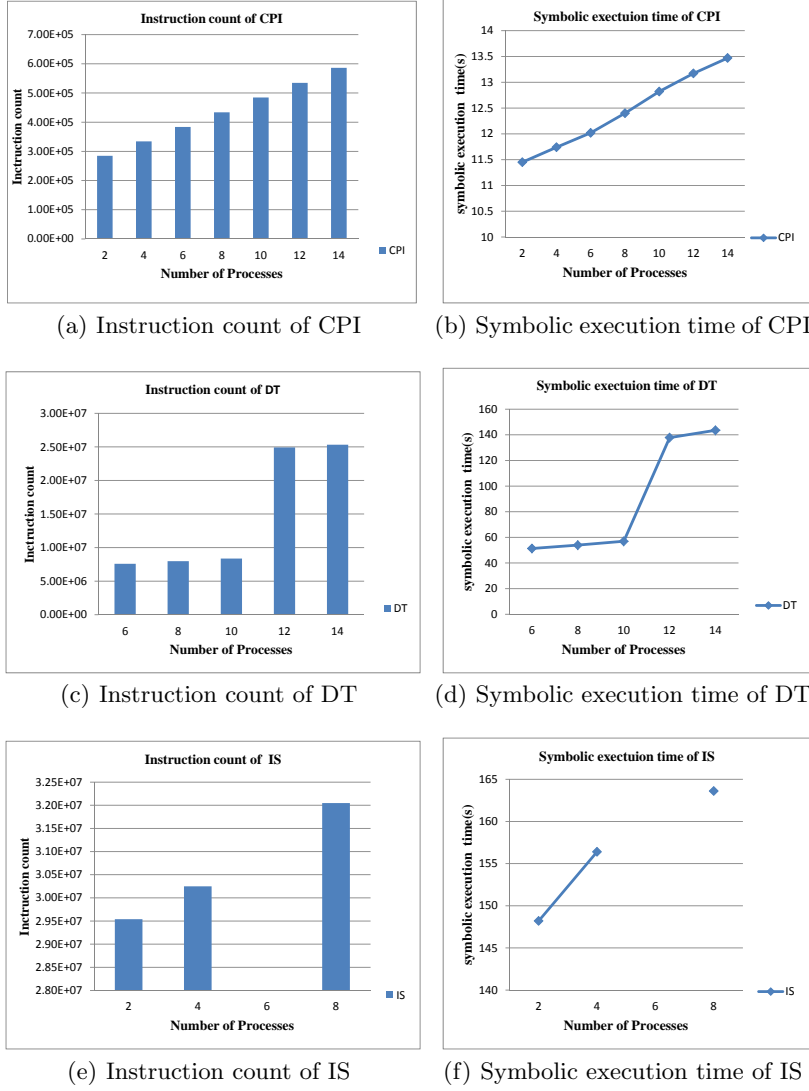 Instruction count of CPI
7.00E+05
6.00E+05
5.00E+05
4.00E+05
3.00E+05
2.00E+05
1.00E+05
0.00E+00
Inctruction count
2 4 6 8 10 12 14
Number of Processes
CPI
(a) Instruction count of CPI
Symbolic exectuion time of CPI
14
13.5
13
12.5
12
11.5
11
10.5
10
symbolic execution time(s)
2 4 6 8 10 12 14
Number of Processes
CPI
(b) Symbolic execution time of CPI
Instruction count of DT
3.00E+07
2.50E+07
2.00E+07
1.50E+07
1.00E+07
5.00E+06
0.00E+00
Inctruction count
6 8 10 12 14
Number of Processes
DT
(c) Instruction count of DT
Symbolic exectuion time of DT
160
140
120
100
80
60
40
20
0
symbolic execution time(s)
6 8 10 12 14
Number of Processes
DT
(d) Symbolic execution time of DT
Instruction count of IS
3.25E+07
3.20E+07
3.15E+07
3.10E+07
3.05E+07
3.00E+07
2.95E+07
2.90E+07
2.85E+07
2.80E+07
Inctruction count
2 4 6 8
Number of Processes
IS
(e) Instruction count of IS
Symbolic exectuion time of IS
165
160
155
150
145
140
symbolic execution time(s)
2 4 6 8
Number of Processes
IS
(f) Symbolic execution time of IS